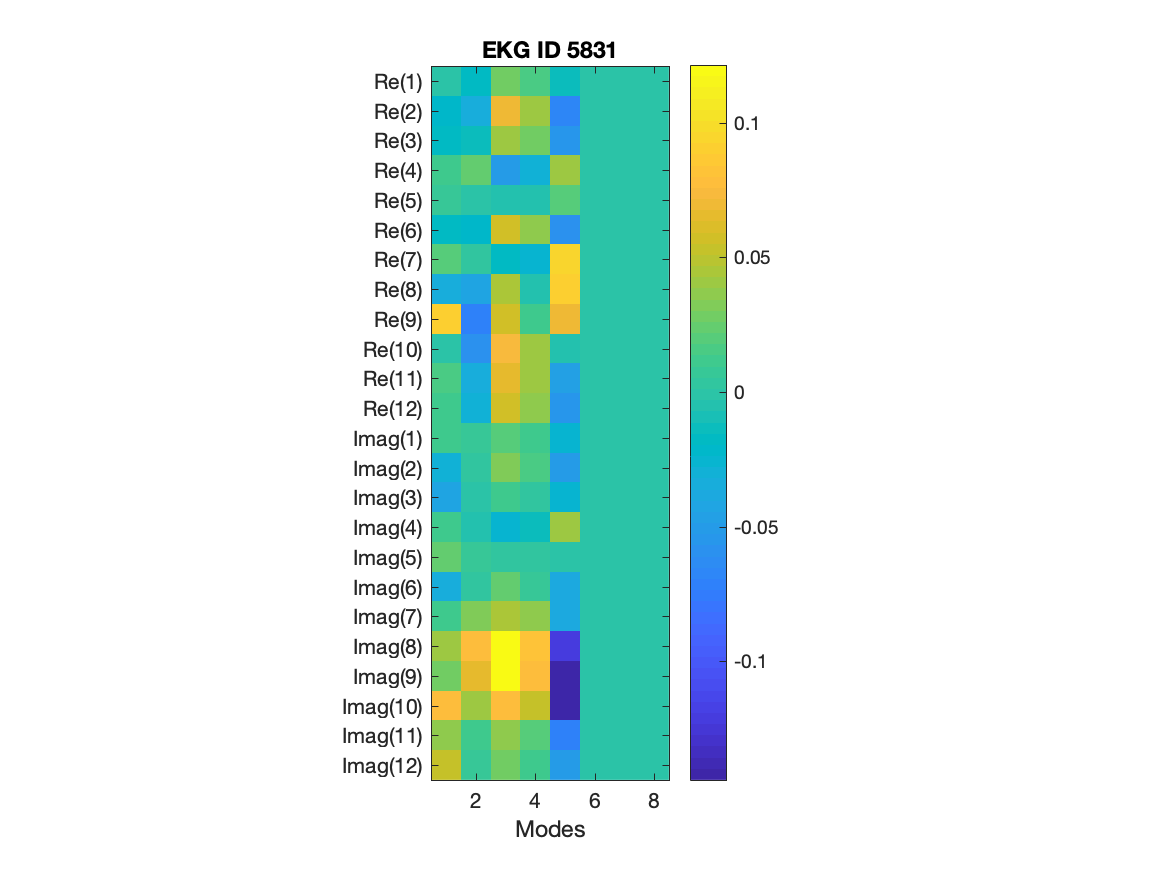 EKG ID 5831
Re(1)
Re(2)
Re(3)
Re(4)
Re(5)
Re(6)
Re(7)
Re(8)
Re(9)
Re(10)
Re(11)
Re(12)
Imag(1)
Imag(2)
Imag(3)
Imag(4)
Imag(5)
Imag(6)
Imag(7)
Imag(8)
Imag(9)
Imag(10)
Imag(11)
Imag(12)
2 4 6 8
Modes
0.1
0.05
0
-0.05
-0.1